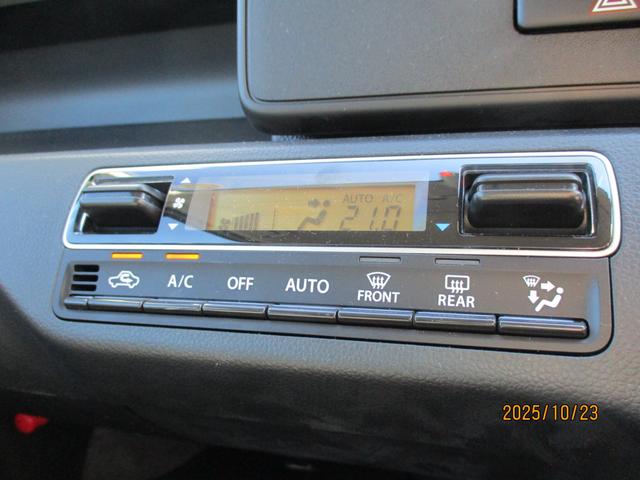 AUTO A/C
21.0
A/C OFF AUTO FRONT REAR
2025/10/23